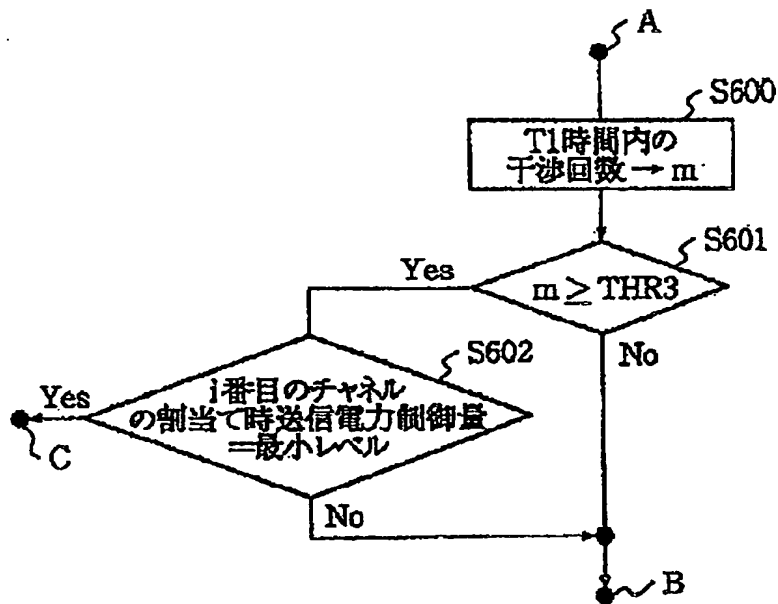 A
S600
T1時間内の
干渉回数→m
S601
Yes
m≧THR3
No
S602
i番目のチャネル
の割当て時送信電力制御量
=最小レベル
Yes
C
No
B